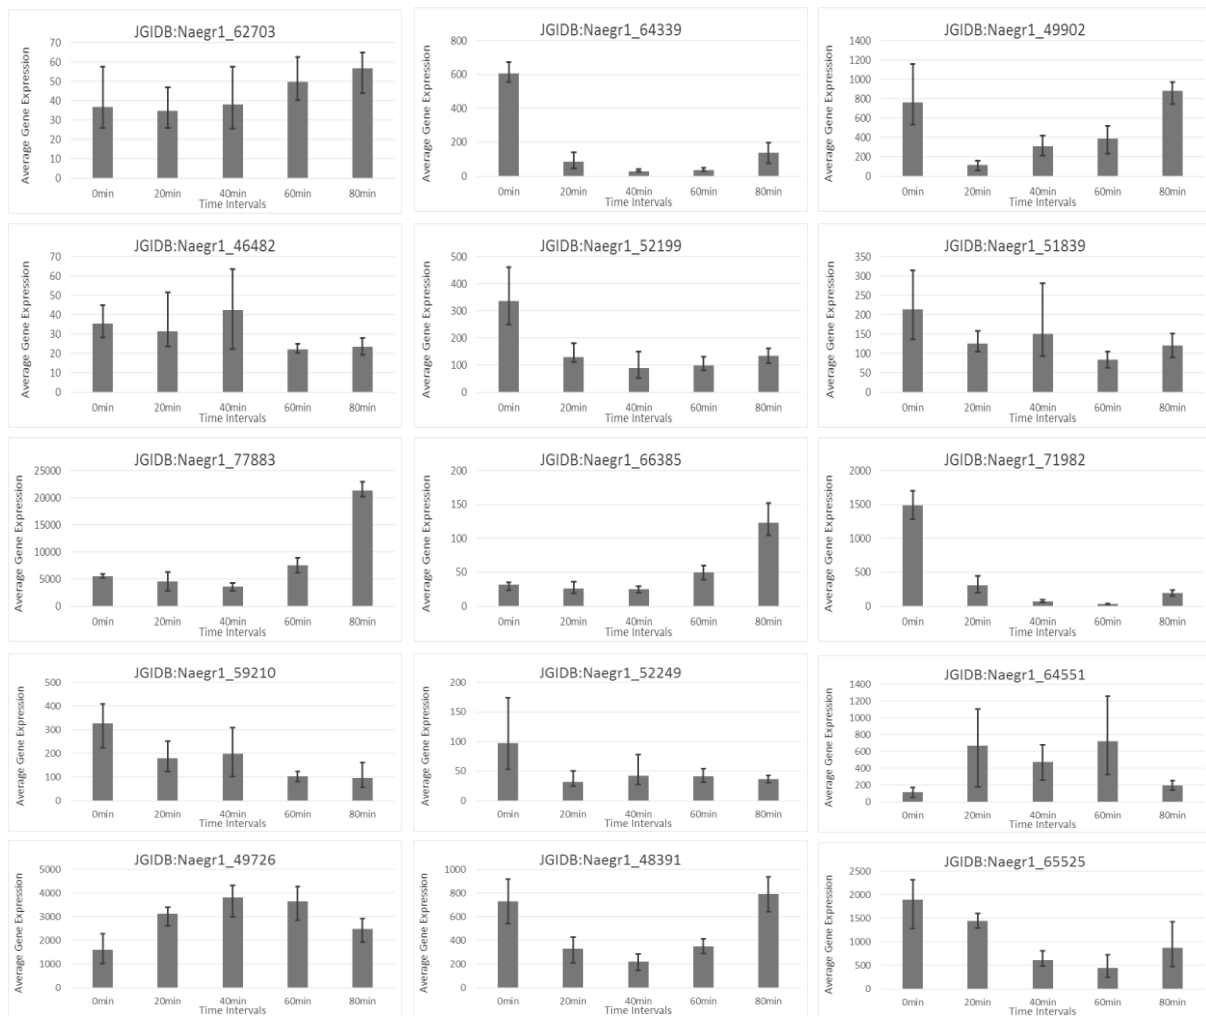 JGIDB:Naegr1_62703
Average Gene Expression
70
60
50
40
30
20
10
0
0min 20min 40min 60min 80min
Time Intervals
JGIDB:Naegr1_64339
Average Gene Expression
800
600
400
200
0
0min 20min 40min 60min 80min
Time Intervals
JGIDB:Naegr1_49902
Average Gene Expression
1400
1200
1000
800
600
400
200
0
0min 20min 40min 60min 80min
Time Intervals
JGIDB:Naegr1_46482
Average Gene Expression
70
60
50
40
30
20
10
0
0min 20min 40min 60min 80min
Time Intervals
JGIDB:Naegr1_52199
Average Gene Expression
500
400
300
200
100
0
0min 20min 40min 60min 80min
Time Intervals
JGIDB:Naegr1_51839
Average Gene Expression
350
300
250
200
150
100
50
0
0min 20min 40min 60min 80min
Time Intervals
JGIDB:Naegr1_77883
Average Gene Expression
25000
20000
15000
10000
5000
0
0min 20min 40min 60min 80min
Time Intervals
JGIDB:Naegr1_66385
Average Gene Expression
200
150
100
50
0
0min 20min 40min 60min 80min
Time Intervals
JGIDB:Naegr1_71982
Average Gene Expression
2000
1500
1000
500
0
0min 20min 40min 60min 80min
Time Intervals
JGIDB:Naegr1_59210
Average Gene Expression
500
400
300
200
100
0
0min 20min 40min 60min 80min
Time Intervals
JGIDB:Naegr1_52249
Average Gene Expression
200
150
100
50
0
0min 20min 40min 60min 80min
Time Intervals
JGIDB:Naegr1_64551
Average Gene Expression
1400
1200
1000
800
600
400
200
0
0min 20min 40min 60min 80min
Time Intervals
JGIDB:Naegr1_49726
Average Gene Expression
5000
4000
3000
2000
1000
0
0min 20min 40min 60min 80min
Time Intervals
JGIDB:Naegr1_48391
Average Gene Expression
1000
800
600
400
200
0
0min 20min 40min 60min 80min
Time Intervals
JGIDB:Naegr1_65525
Average Gene Expression
2500
2000
1500
1000
500
0
0min 20min 40min 60min 80min
Time Intervals